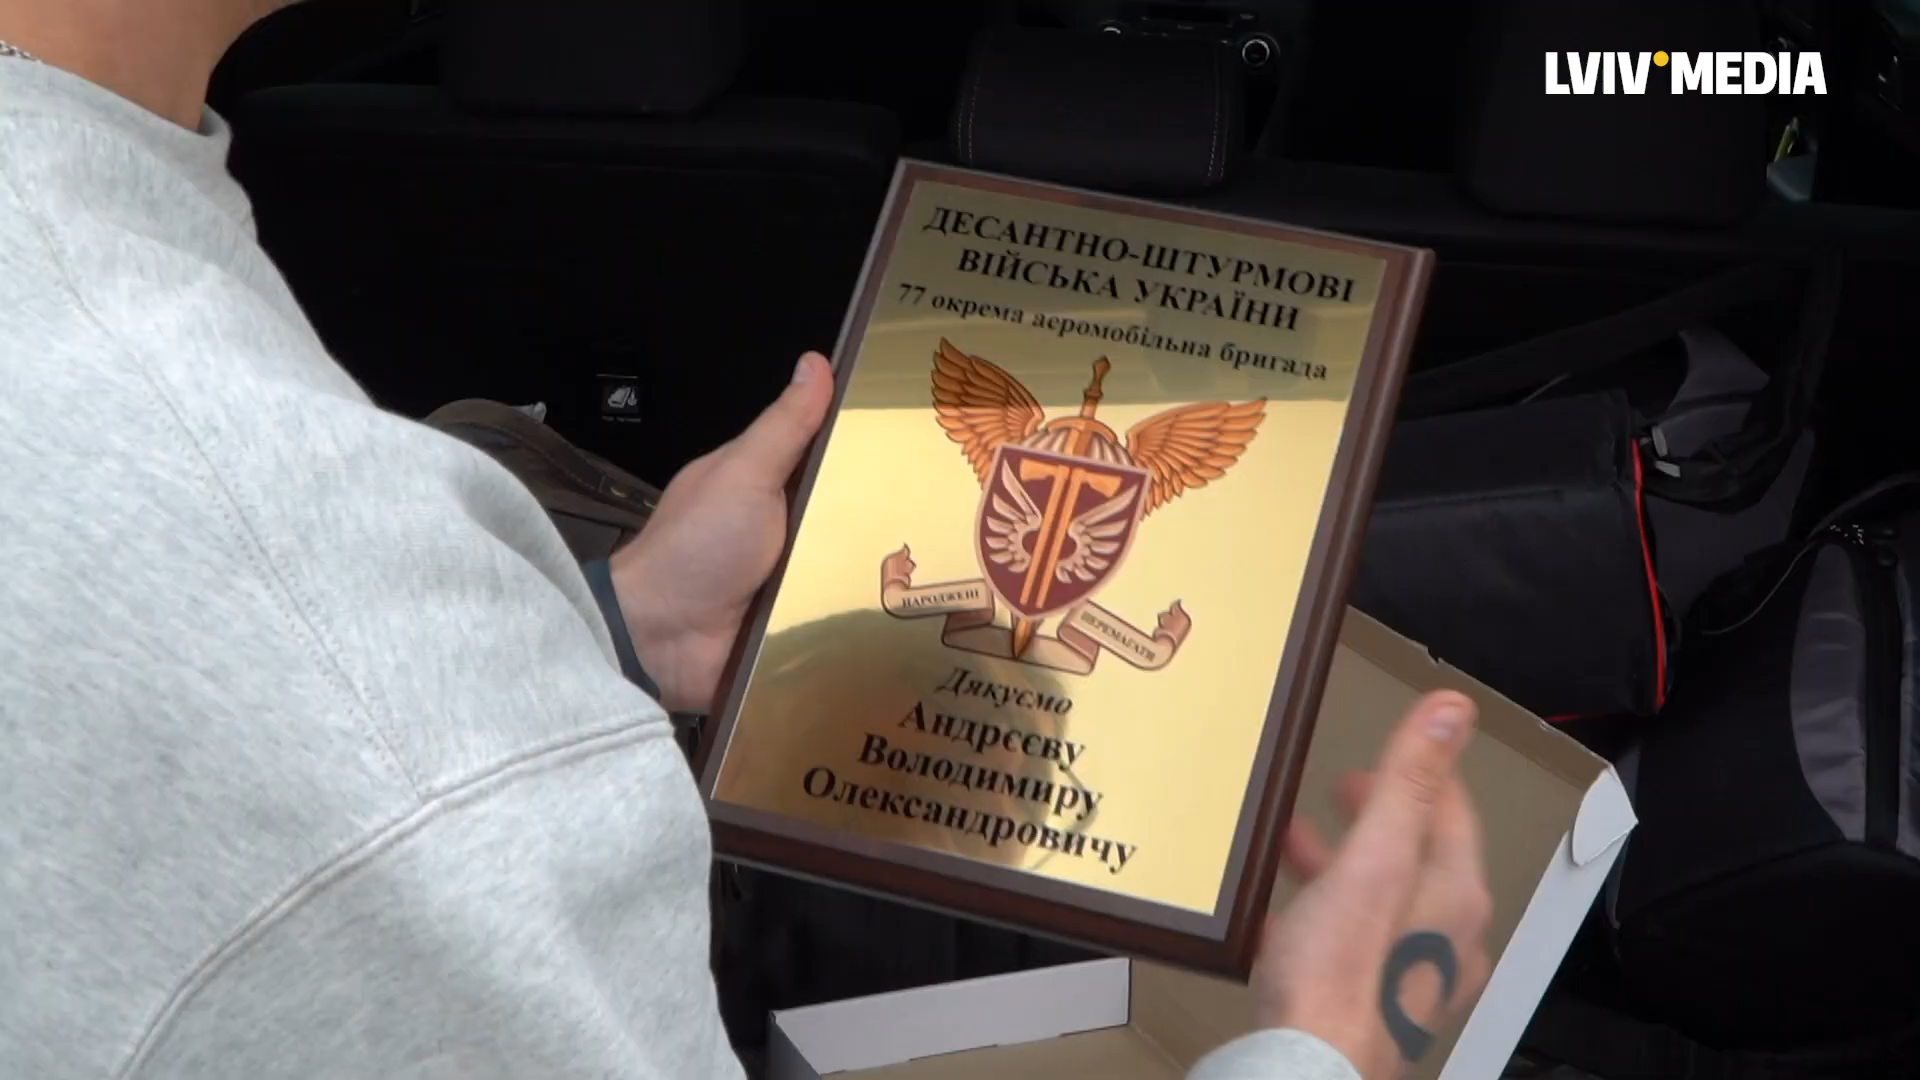 LVIV MEDIA
ДЕСАНТНО-ШТУРМОВІ
ВІЙСЬКА УКРАЇНИ
77 окрема аеромобільна бригада
НАРОДЖЕНІ
ПЕРЕМАГАТИ
Дякуємо
Андрєєву
Володимиру
Олександровичу